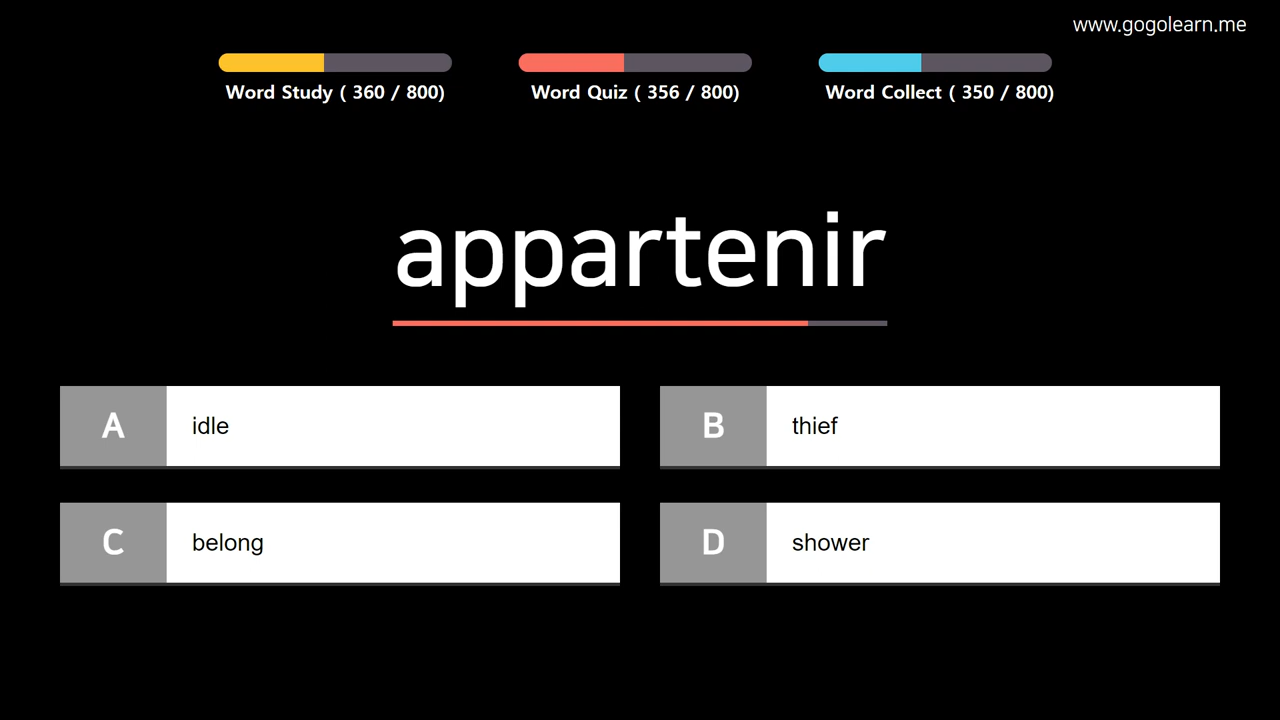 www.gogolearn.me
Word Study ( 360 / 800)
Word Quiz ( 356 / 800)
Word Collect ( 350 / 800)
appartenir
A idle
B thief
C belong
D shower